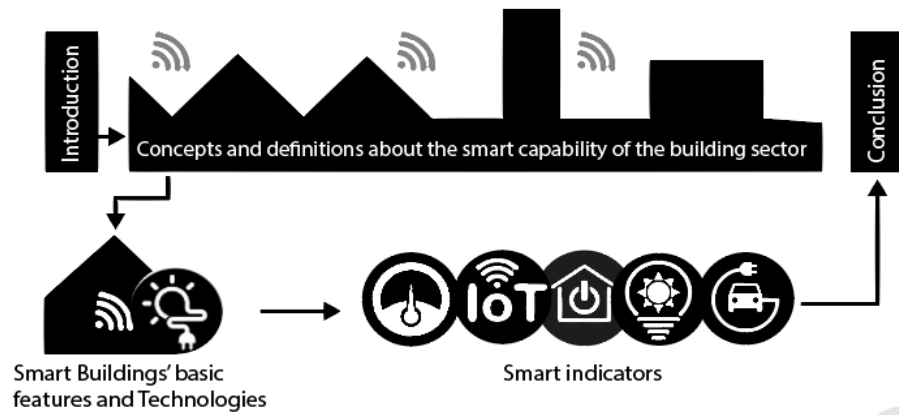 Introduction
Concepts and definitions about the smart capability of the building sector
Conclusion
IoT
Smart Buildings' basic
features and Technologies
Smart indicators